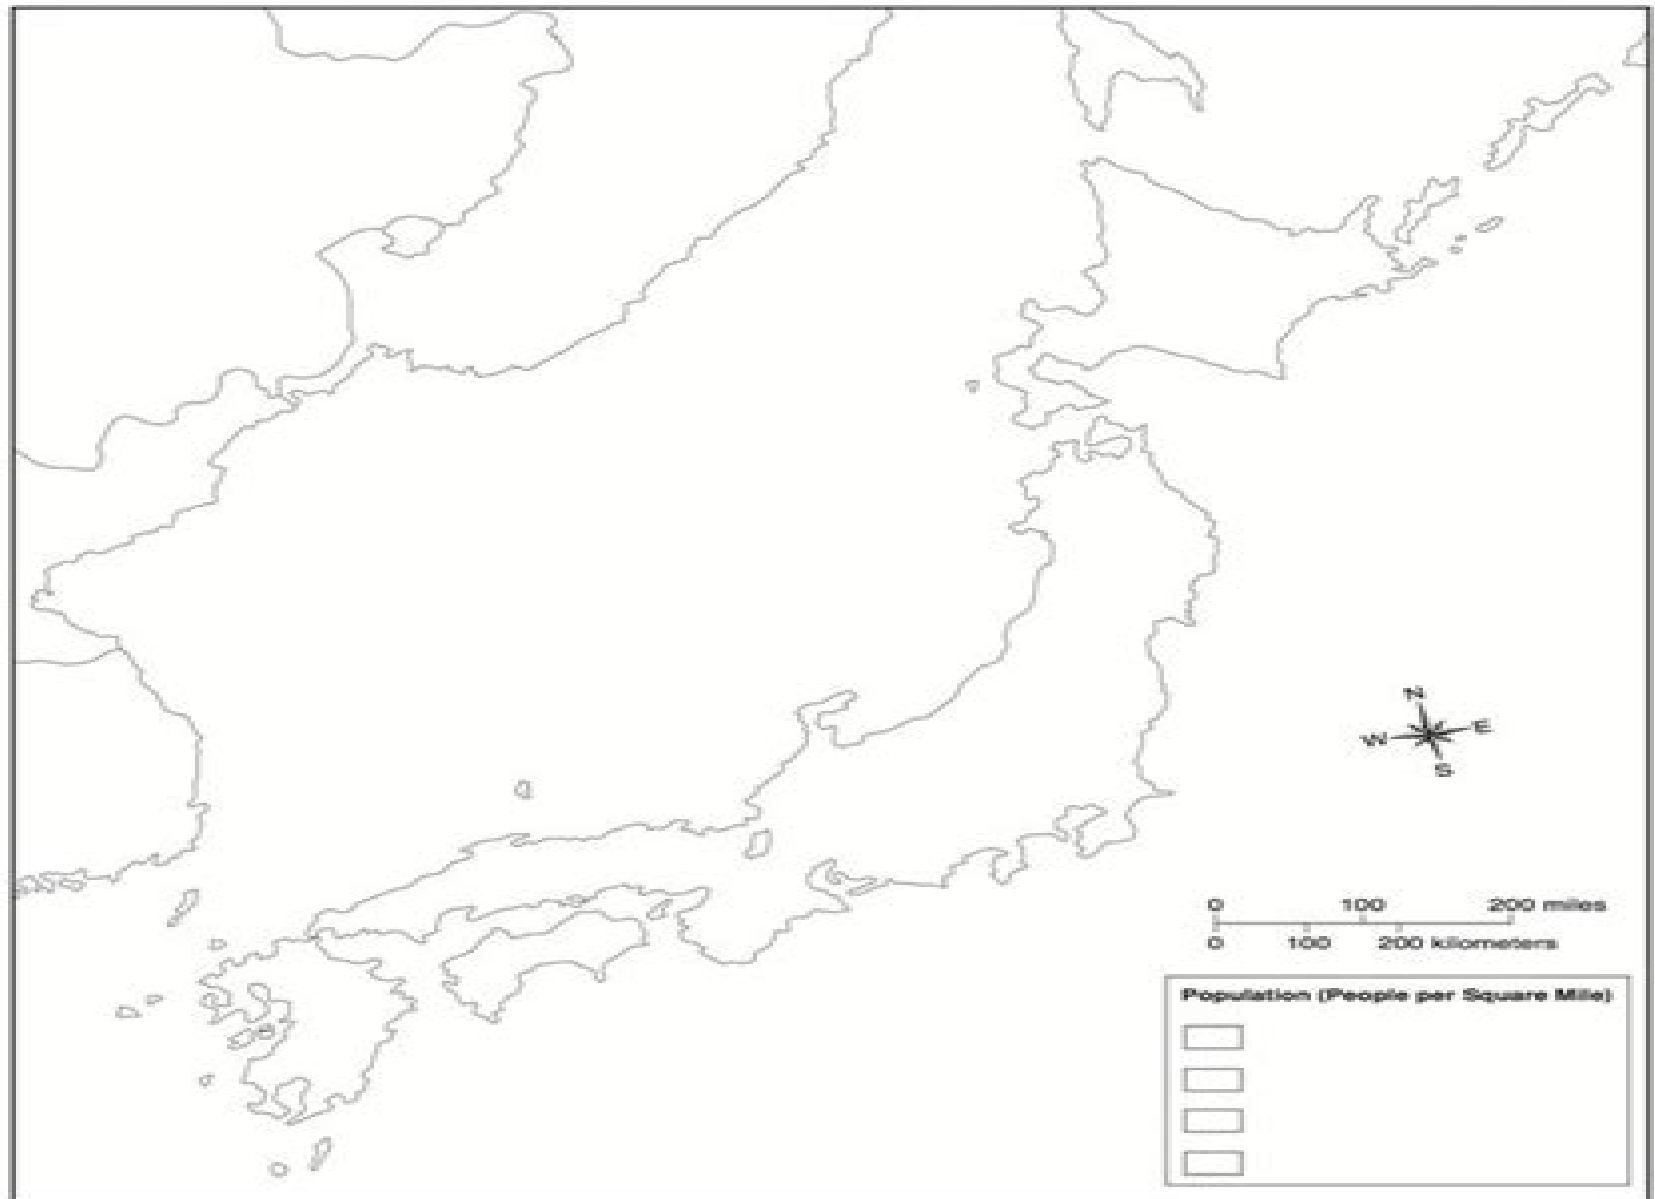 N
W E
S
0 100 200 miles
0 100 200 kilometers
Population (People per Square Mile)